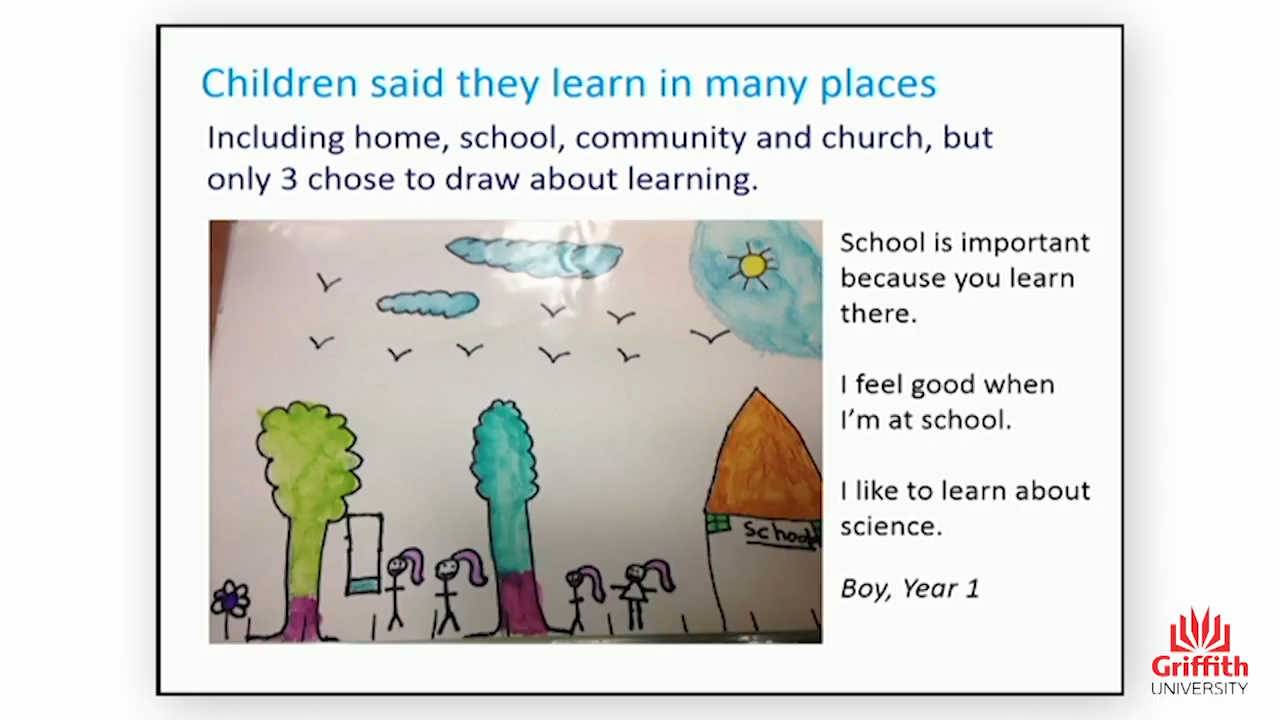 Children said they learn in many places
Including home, school, community and church, but
only 3 chose to draw about learning.
School is important
because you learn
there.
I feel good when
I'm at school.
I like to learn about
science.
Boy, Year 1
School
Griffith
UNIVERSITY